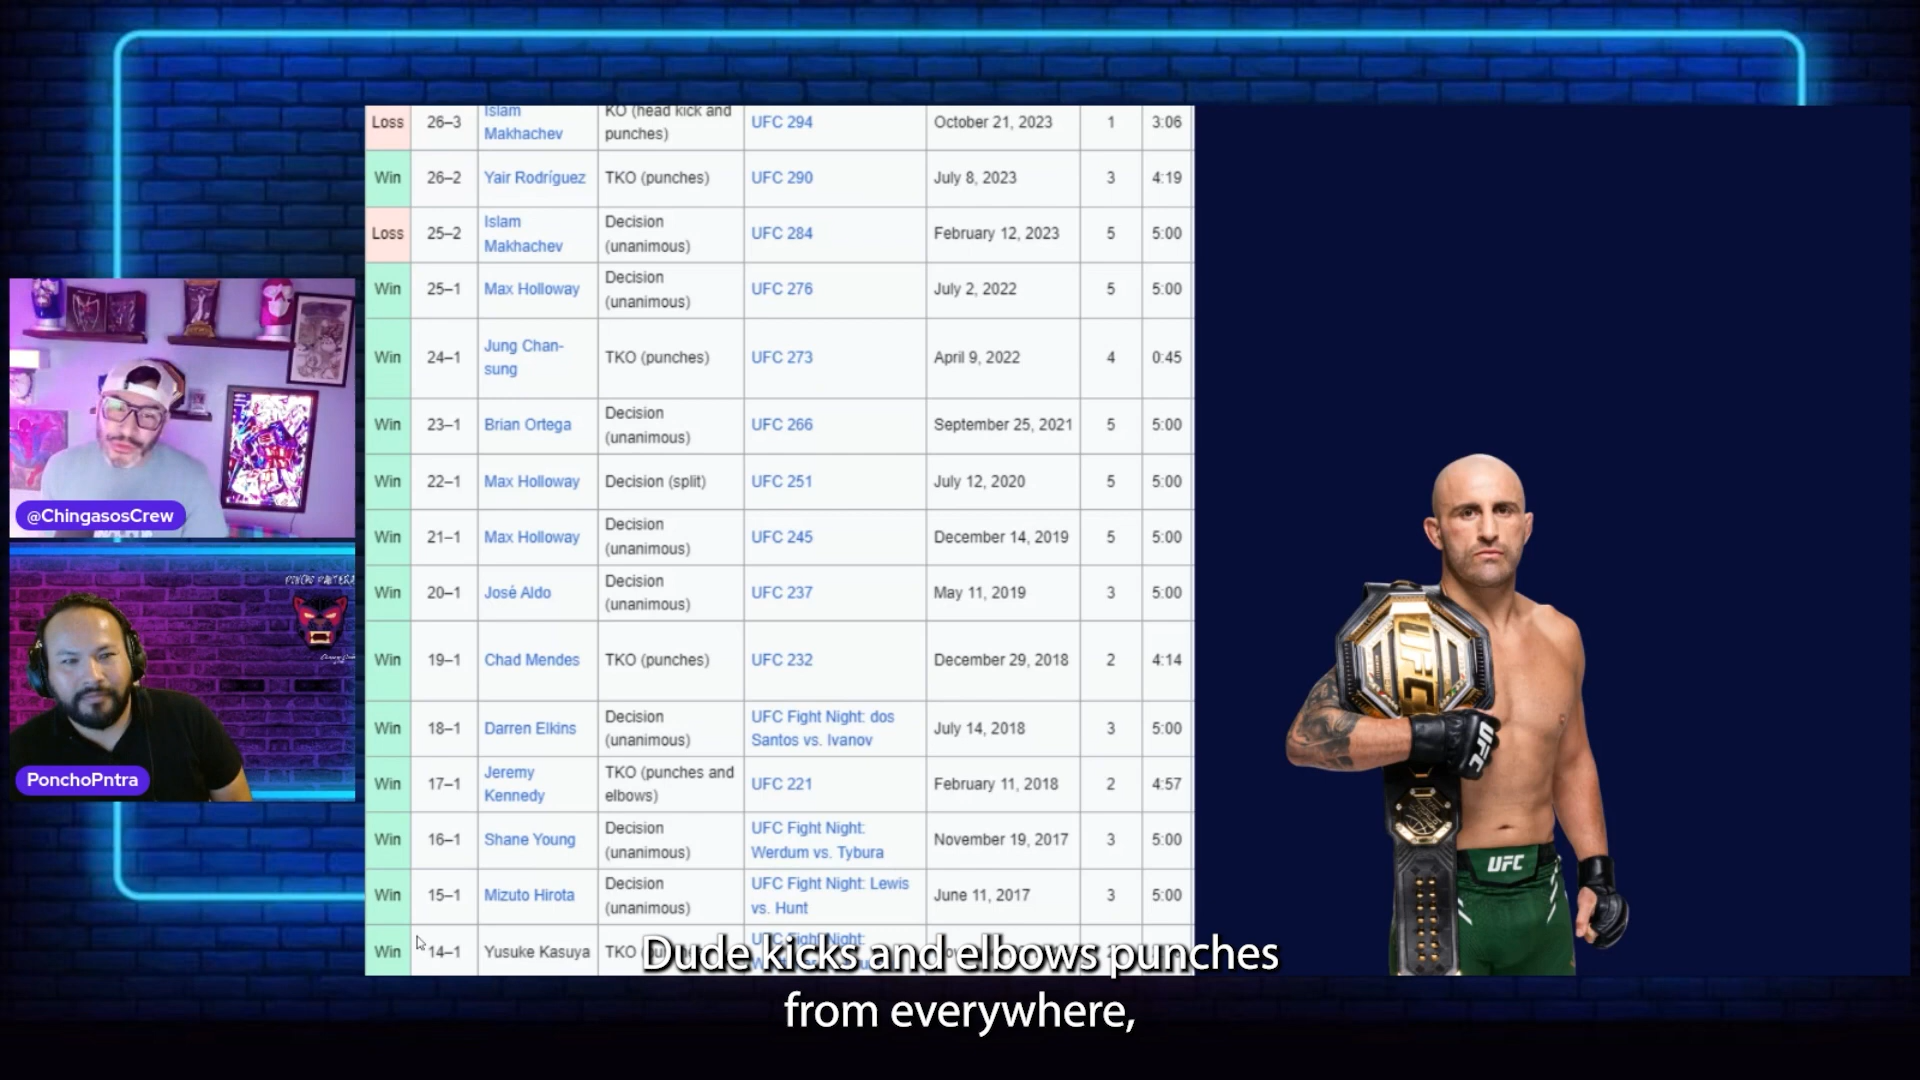 Loss 26–3 Islam Makhachev KO (head kick and punches) UFC 294 October 21, 2023 1 3:06
Win 26–2 Yair Rodríguez TKO (punches) UFC 290 July 8, 2023 3 4:19
Loss 25–2 Islam Makhachev Decision (unanimous) UFC 284 February 12, 2023 5 5:00
Win 25–1 Max Holloway Decision (unanimous) UFC 276 July 2, 2022 5 5:00
Win 24–1 Jung Chan-sung TKO (punches) UFC 273 April 9, 2022 4 0:45
Win 23–1 Brian Ortega Decision (unanimous) UFC 266 September 25, 2021 5 5:00
Win 22–1 Max Holloway Decision (split) UFC 251 July 12, 2020 5 5:00
Win 21–1 Max Holloway Decision (unanimous) UFC 245 December 14, 2019 5 5:00
Win 20–1 José Aldo Decision (unanimous) UFC 237 May 11, 2019 3 5:00
Win 19–1 Chad Mendes TKO (punches) UFC 232 December 29, 2018 2 4:14
Win 18–1 Darren Elkins Decision (unanimous) UFC Fight Night: dos Santos vs. Ivanov July 14, 2018 3 5:00
Win 17–1 Jeremy Kennedy TKO (punches and elbows) UFC 221 February 11, 2018 2 4:57
Win 16–1 Shane Young Decision (unanimous) UFC Fight Night: Werdum vs. Tybura November 19, 2017 3 5:00
Win 15–1 Mizuto Hirota Decision (unanimous) UFC Fight Night: Lewis vs. Hunt June 11, 2017 3 5:00
Win 14–1 Yusuke Kasuya TKO UFC Fight Night:
@ChingasosCrew
PONCHO PANTERA
PonchoPntra
UFC
UFC
UFC
Dude kicks and elbows punches
from everywhere,